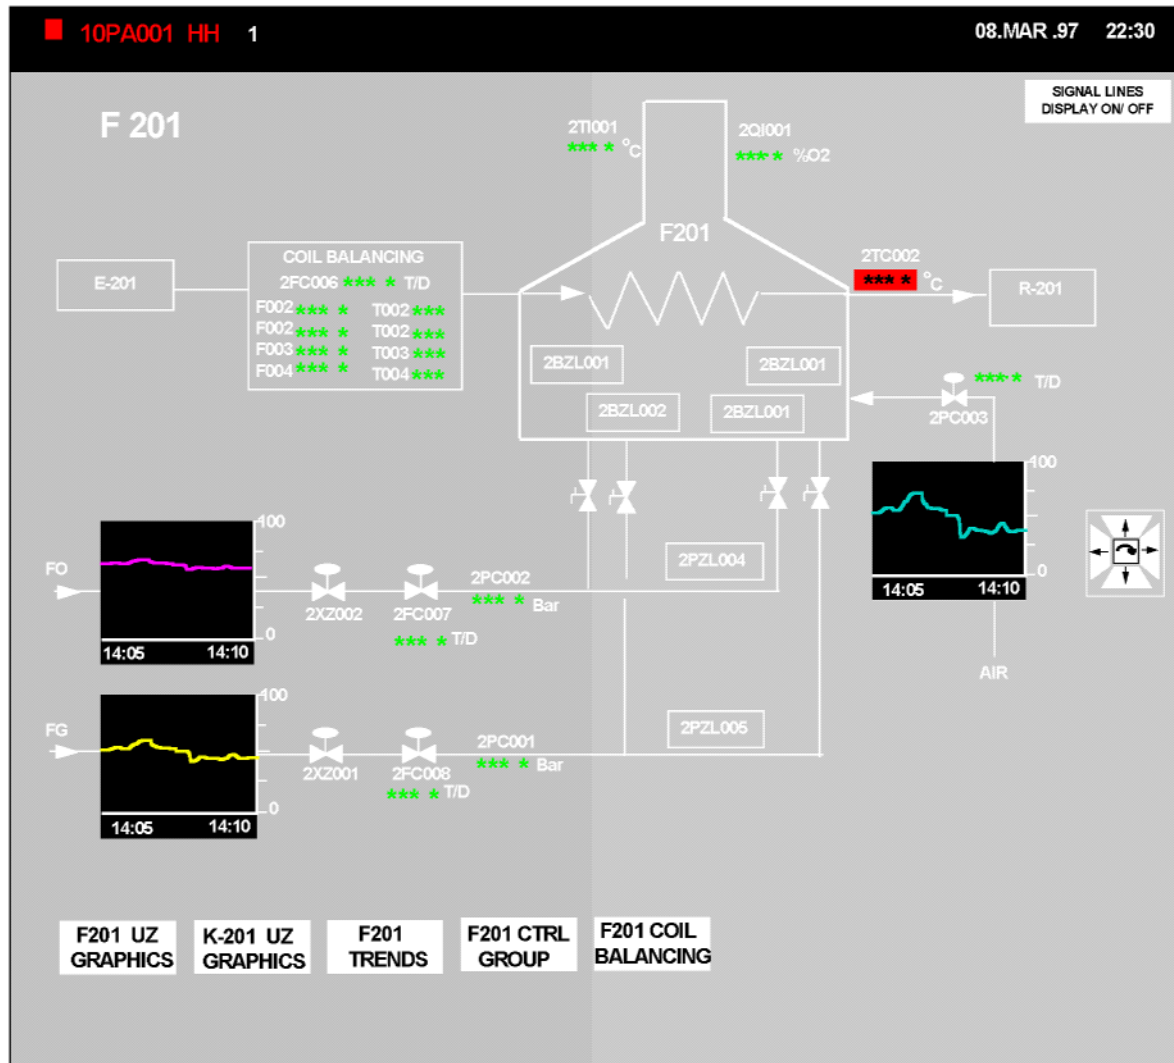 10PA001 HH 1 08.MAR .97 22:30
SIGNAL LINES
DISPLAY ON/ OFF
F 201
2TI001 2QI001
*** * °C *** * %O2
F201
COIL BALANCING
2FC006 *** * T/D
F002 *** * T002 ***
F002 *** * T002 ***
F003 *** * T003 ***
F004 *** * T004 ***
E-201
2TC002
*** * °C
R-201
2BZL001 2BZL001
2BZL002 2BZL001
*** * T/D
2PC003
100
0
14:05 14:10
AIR
FO
100
0
14:05 14:10
2XZ002 2FC007
*** * T/D
2PC002
*** * Bar
2PZL004
FG
100
0
14:05 14:10
2XZ001 2FC008
*** * T/D
2PC001
*** * Bar
2PZL005
F201 UZ
GRAPHICS
K-201 UZ
GRAPHICS
F201
TRENDS
F201 CTRL
GROUP
F201 COIL
BALANCING